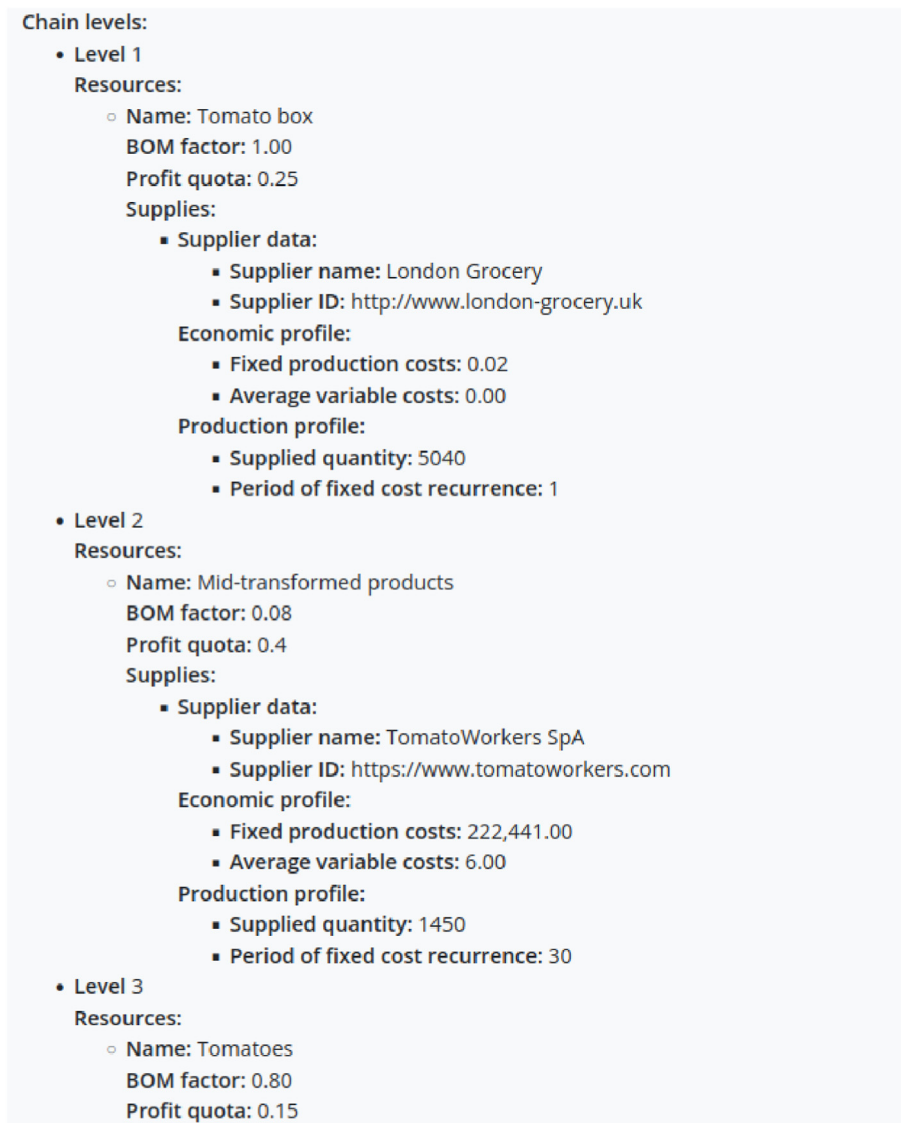 Chain levels:
• Level 1
Resources:
◦ Name: Tomato box
BOM factor: 1.00
Profit quota: 0.25
Supplies:
▪ Supplier data:
▪ Supplier name: London Grocery
▪ Supplier ID: http://www.london-grocery.uk
Economic profile:
▪ Fixed production costs: 0.02
▪ Average variable costs: 0.00
Production profile:
▪ Supplied quantity: 5040
▪ Period of fixed cost recurrence: 1
• Level 2
Resources:
◦ Name: Mid-transformed products
BOM factor: 0.08
Profit quota: 0.4
Supplies:
▪ Supplier data:
▪ Supplier name: TomatoWorkers SpA
▪ Supplier ID: https://www.tomatoworkers.com
Economic profile:
▪ Fixed production costs: 222,441.00
▪ Average variable costs: 6.00
Production profile:
▪ Supplied quantity: 1450
▪ Period of fixed cost recurrence: 30
• Level 3
Resources:
◦ Name: Tomatoes
BOM factor: 0.80
Profit quota: 0.15